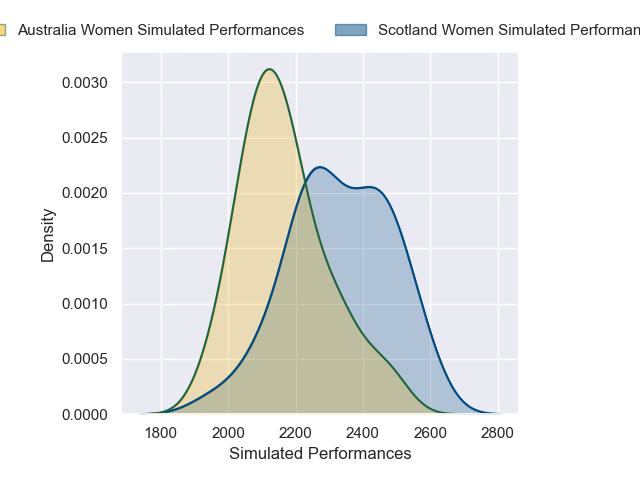 Australia Women Simulated Performances
Scotland Women Simulated
0.0030
0.0025
0.0020
0.0015
0.0010
0.0005
0.0000
Density
1800 2000 2200 2400 2600 2800
Simulated Performances